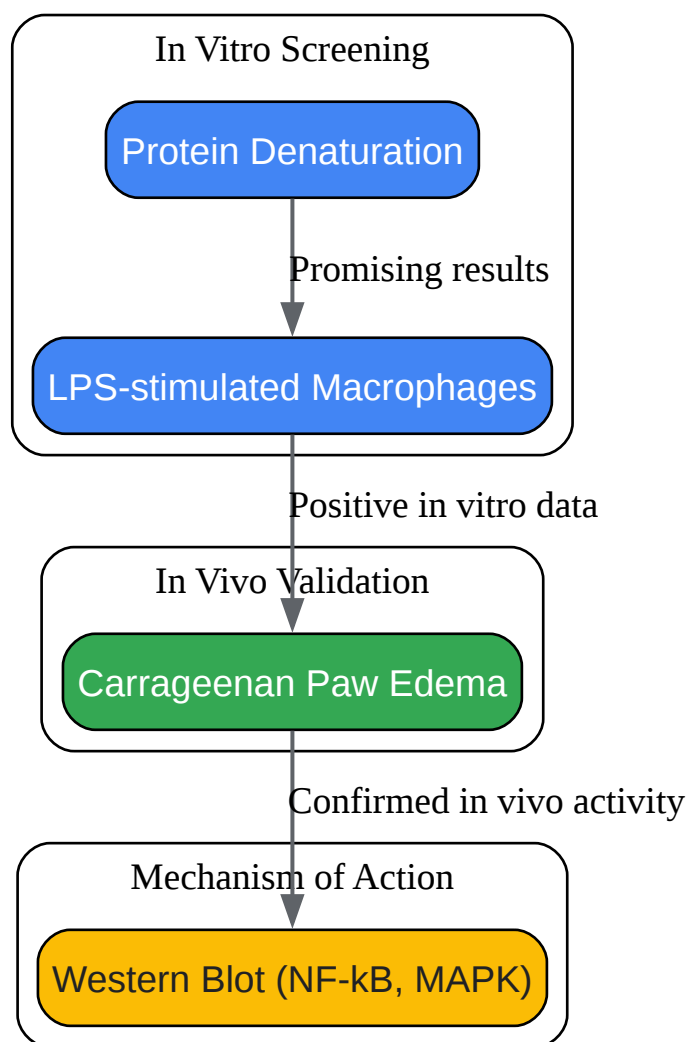 In Vitro Screening
Protein Denaturation
Promising results
LPS-stimulated Macrophages
Positive in vitro data
In Vivo Validation
Carrageenan Paw Edema
Confirmed in vivo activity
Mechanism of Action
Western Blot (NF-kB, MAPK)